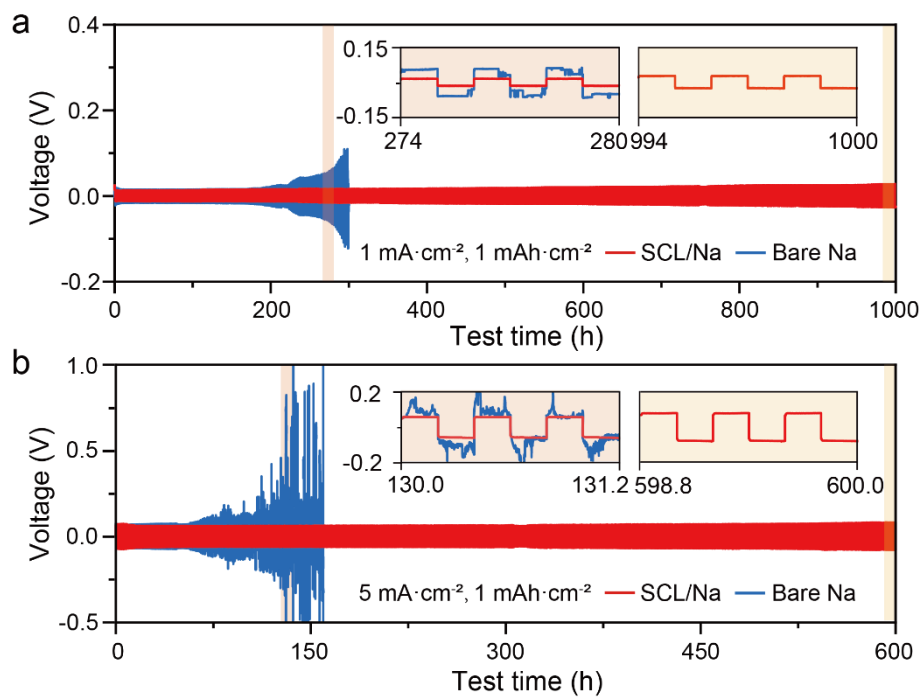 a
0.4
0.2
0.0
-0.2
Voltage (V)
0.15
-0.15
274
280
994
1000
1 mA·cm⁻², 1 mAh·cm⁻² SCL/Na Bare Na
0 200 400 600 800 1000
Test time (h)
b
1.0
0.5
0.0
-0.5
Voltage (V)
0.2
-0.2
130.0
131.2
598.8
600.0
5 mA·cm⁻², 1 mAh·cm⁻² SCL/Na Bare Na
0 150 300 450 600
Test time (h)